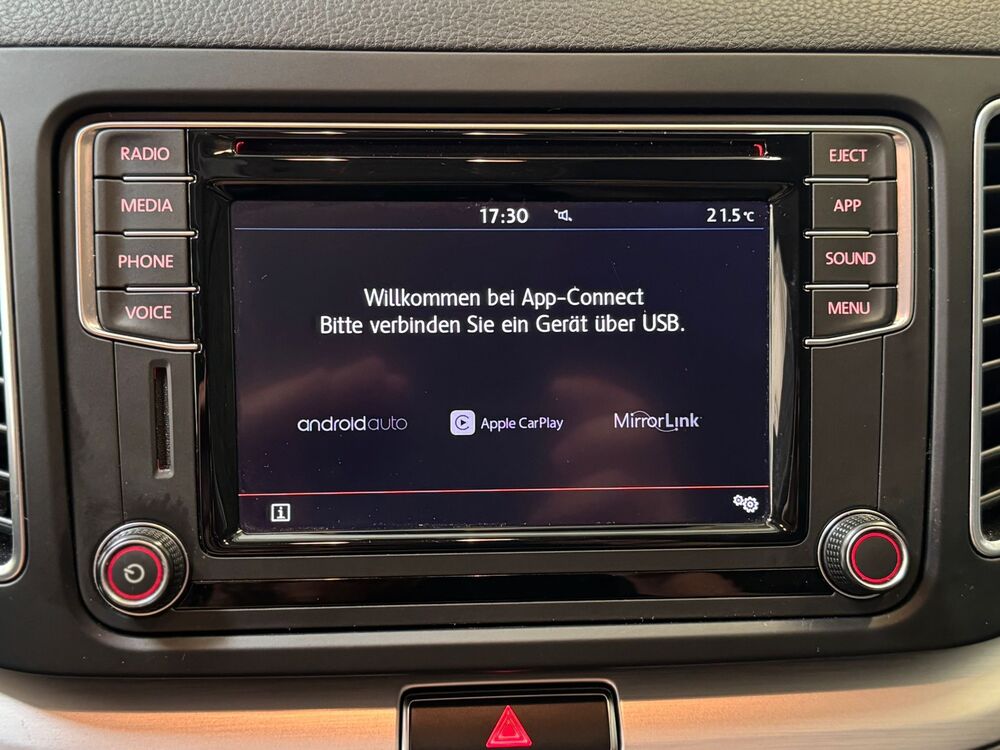 RADIO
MEDIA
PHONE
VOICE
EJECT
APP
SOUND
MENU
17:30
21.5°C
Willkommen bei App-Connect
Bitte verbinden Sie ein Gerät über USB.
androidauto
Apple CarPlay
MirrorLink
i